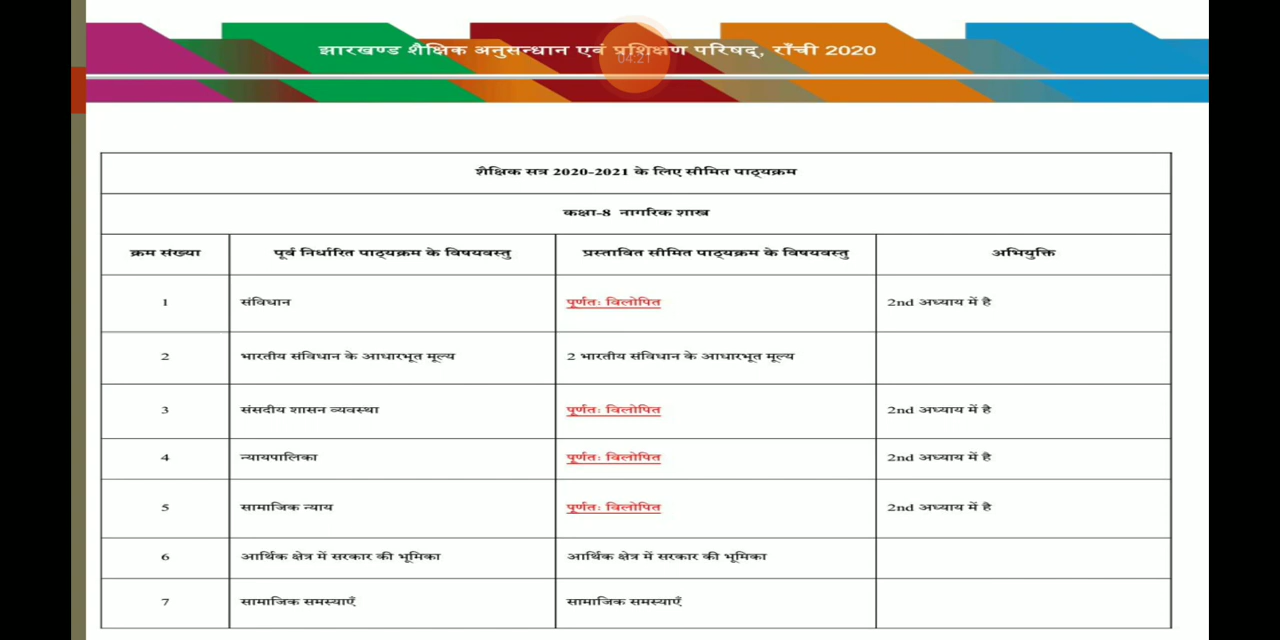 झारखण्ड शैक्षिक अनुसन्धान एवं प्रशिक्षण परिषद्, राँची 2020
04:21
शैक्षिक सत्र 2020-2021 के लिए सीमित पाठ्यक्रम
कक्षा-8 नागरिक शास्त्र
क्रम संख्या पूर्व निर्धारित पाठ्यक्रम के विषयवस्तु प्रस्तावित सीमित पाठ्यक्रम के विषयवस्तु अभियुक्ति
1 संविधान पूर्णतः विलोपित 2nd अध्याय में है
2 भारतीय संविधान के आधारभूत मूल्य 2 भारतीय संविधान के आधारभूत मूल्य
3 संसदीय शासन व्यवस्था पूर्णतः विलोपित 2nd अध्याय में है
4 न्यायपालिका पूर्णतः विलोपित 2nd अध्याय में है
5 सामाजिक न्याय पूर्णतः विलोपित 2nd अध्याय में है
6 आर्थिक क्षेत्र में सरकार की भूमिका आर्थिक क्षेत्र में सरकार की भूमिका
7 सामाजिक समस्याएँ सामाजिक समस्याएँ